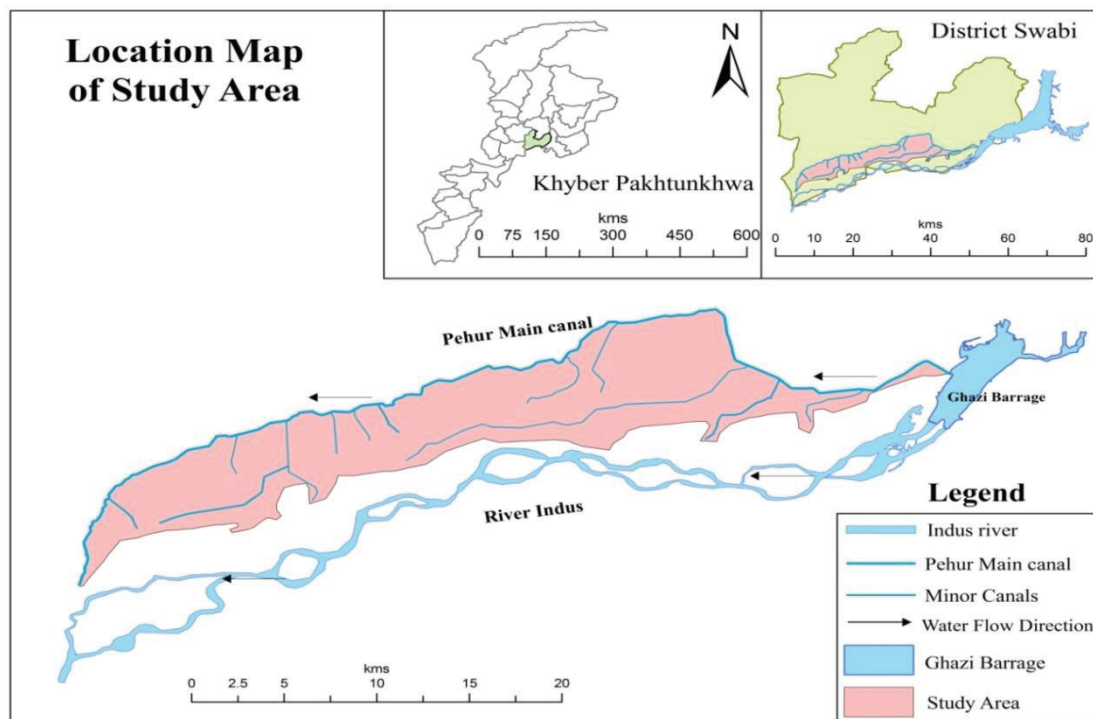 Location Map
of Study Area
N
Khyber Pakhtunkhwa
kms
0 75 150 300 450 600
District Swabi
kms
0 10 20 40 60 80
Pehur Main canal
Ghazi Barrage
River Indus
kms
0 2.5 5 10 15 20
Legend
Indus river
Pehur Main canal
Minor Canals
Water Flow Direction
Ghazi Barrage
Study Area